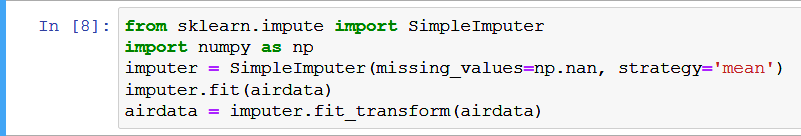 In [8]: from sklearn.impute import SimpleImputer
import numpy as np
imputer = SimpleImputer(missing_values=np.nan, strategy='mean')
imputer.fit(airdata)
airdata = imputer.fit_transform(airdata)